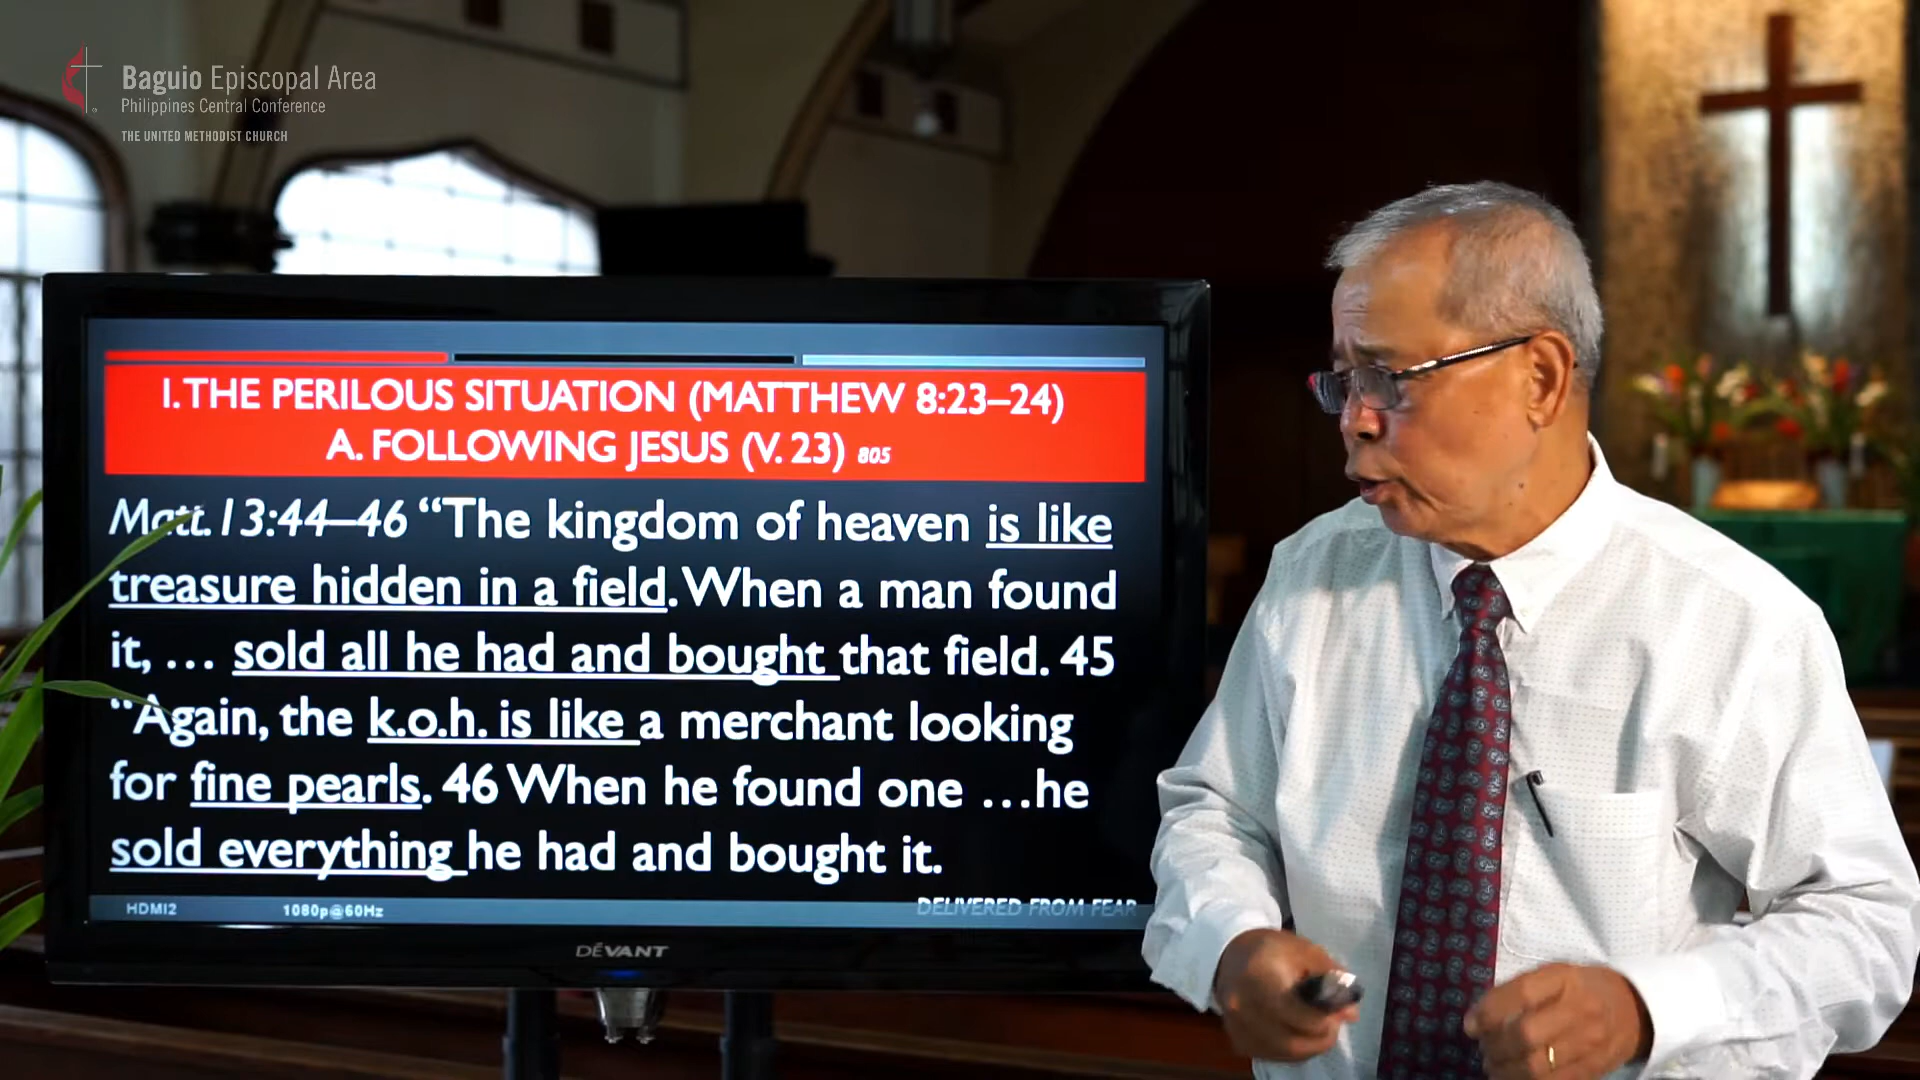 Baguio Episcopal Area
Philippines Central Conference
THE UNITED METHODIST CHURCH
I. THE PERILOUS SITUATION (MATTHEW 8:23–24)
A. FOLLOWING JESUS (V. 23) 805
Matt. 13:44–46 “The kingdom of heaven is like
treasure hidden in a field. When a man found
it, … sold all he had and bought that field. 45
“Again, the k.o.h. is like a merchant looking
for fine pearls. 46 When he found one …he
sold everything he had and bought it.
HDMI2 1080p@60Hz DELIVERED FROM FEAR
DEVANT